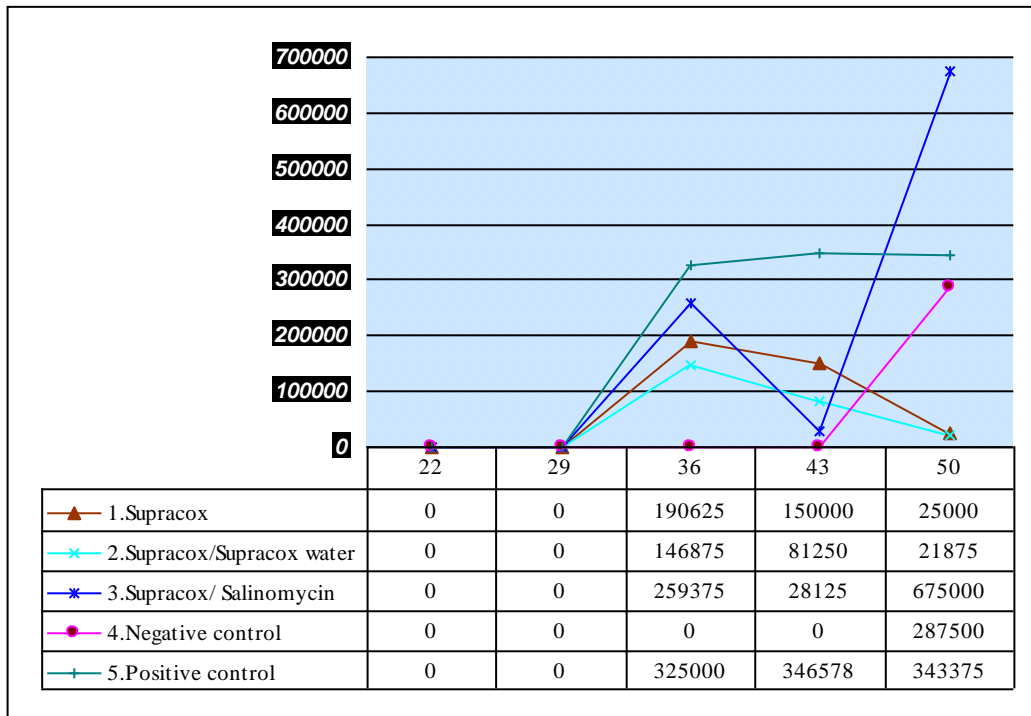 700000
600000
500000
400000
300000
200000
100000
0
22 29 36 43 50
1.Supracox 0 0 190625 150000 25000
2.Supracox/Supracox water 0 0 146875 81250 21875
3.Supracox/ Salinomycin 0 0 259375 28125 675000
4.Negative control 0 0 0 0 287500
5.Positive control 0 0 325000 346578 343375